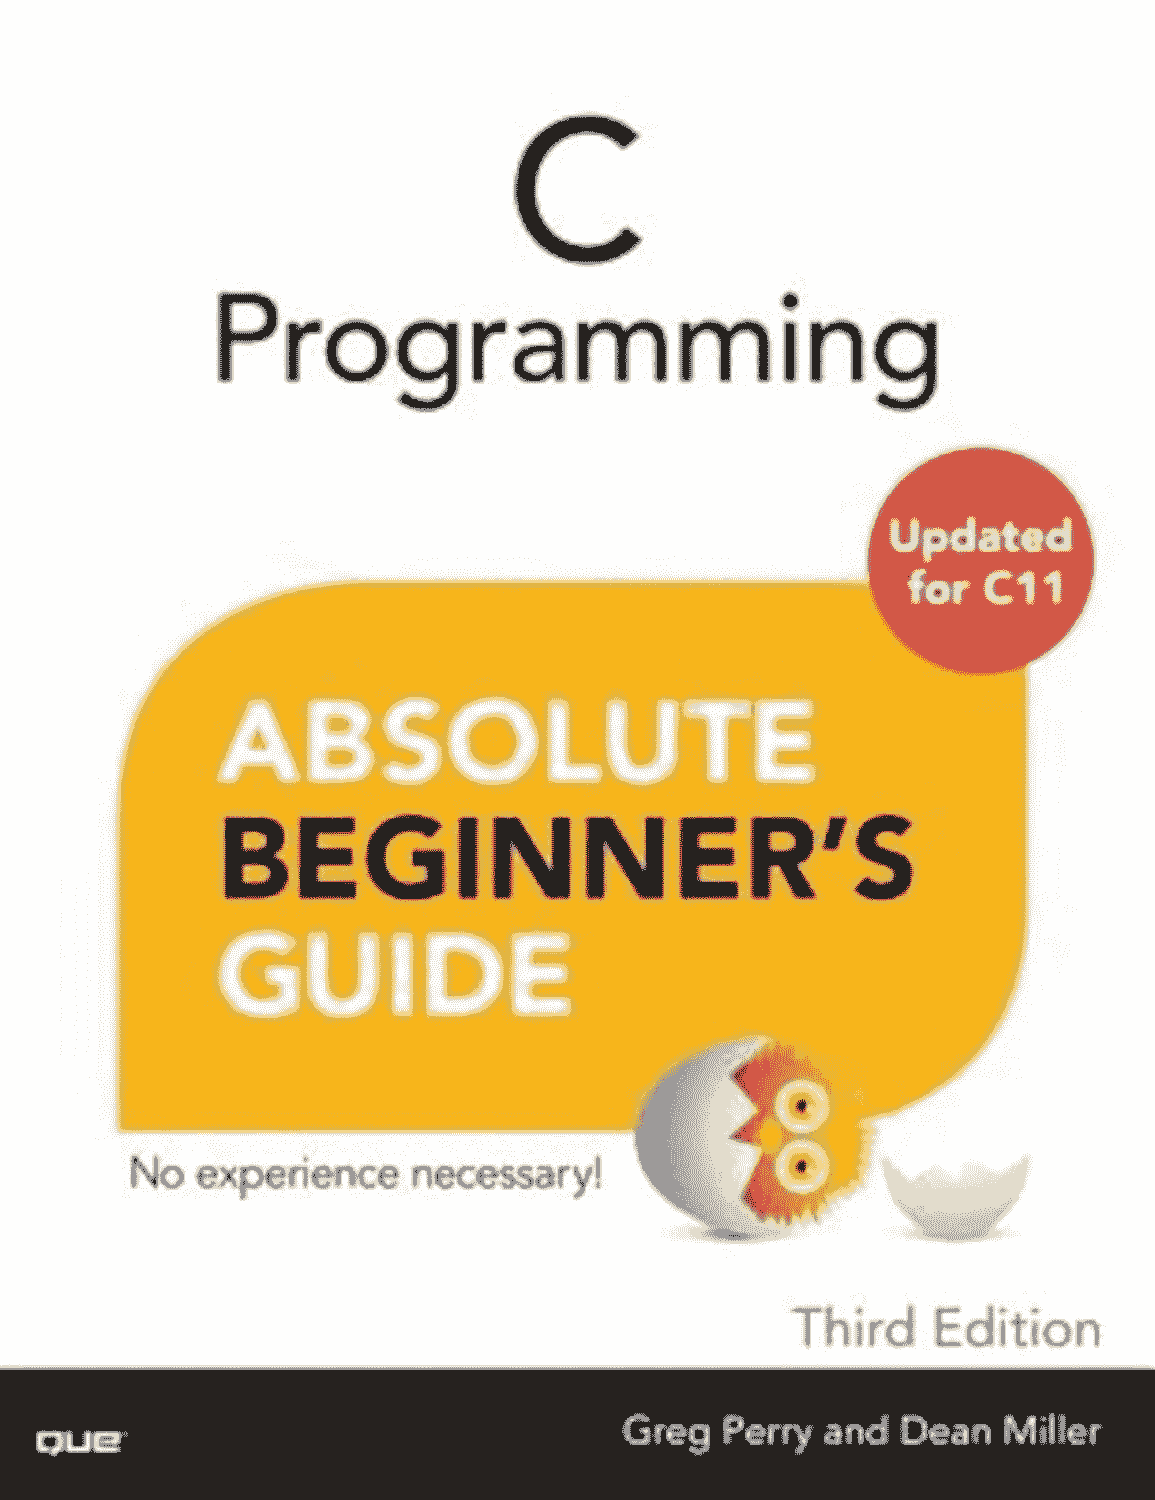 C
Programming
Updated
for C11
ABSOLUTE
BEGINNER'S
GUIDE
No experience necessary!
Third Edition
que
Greg Perry and Dean Miller